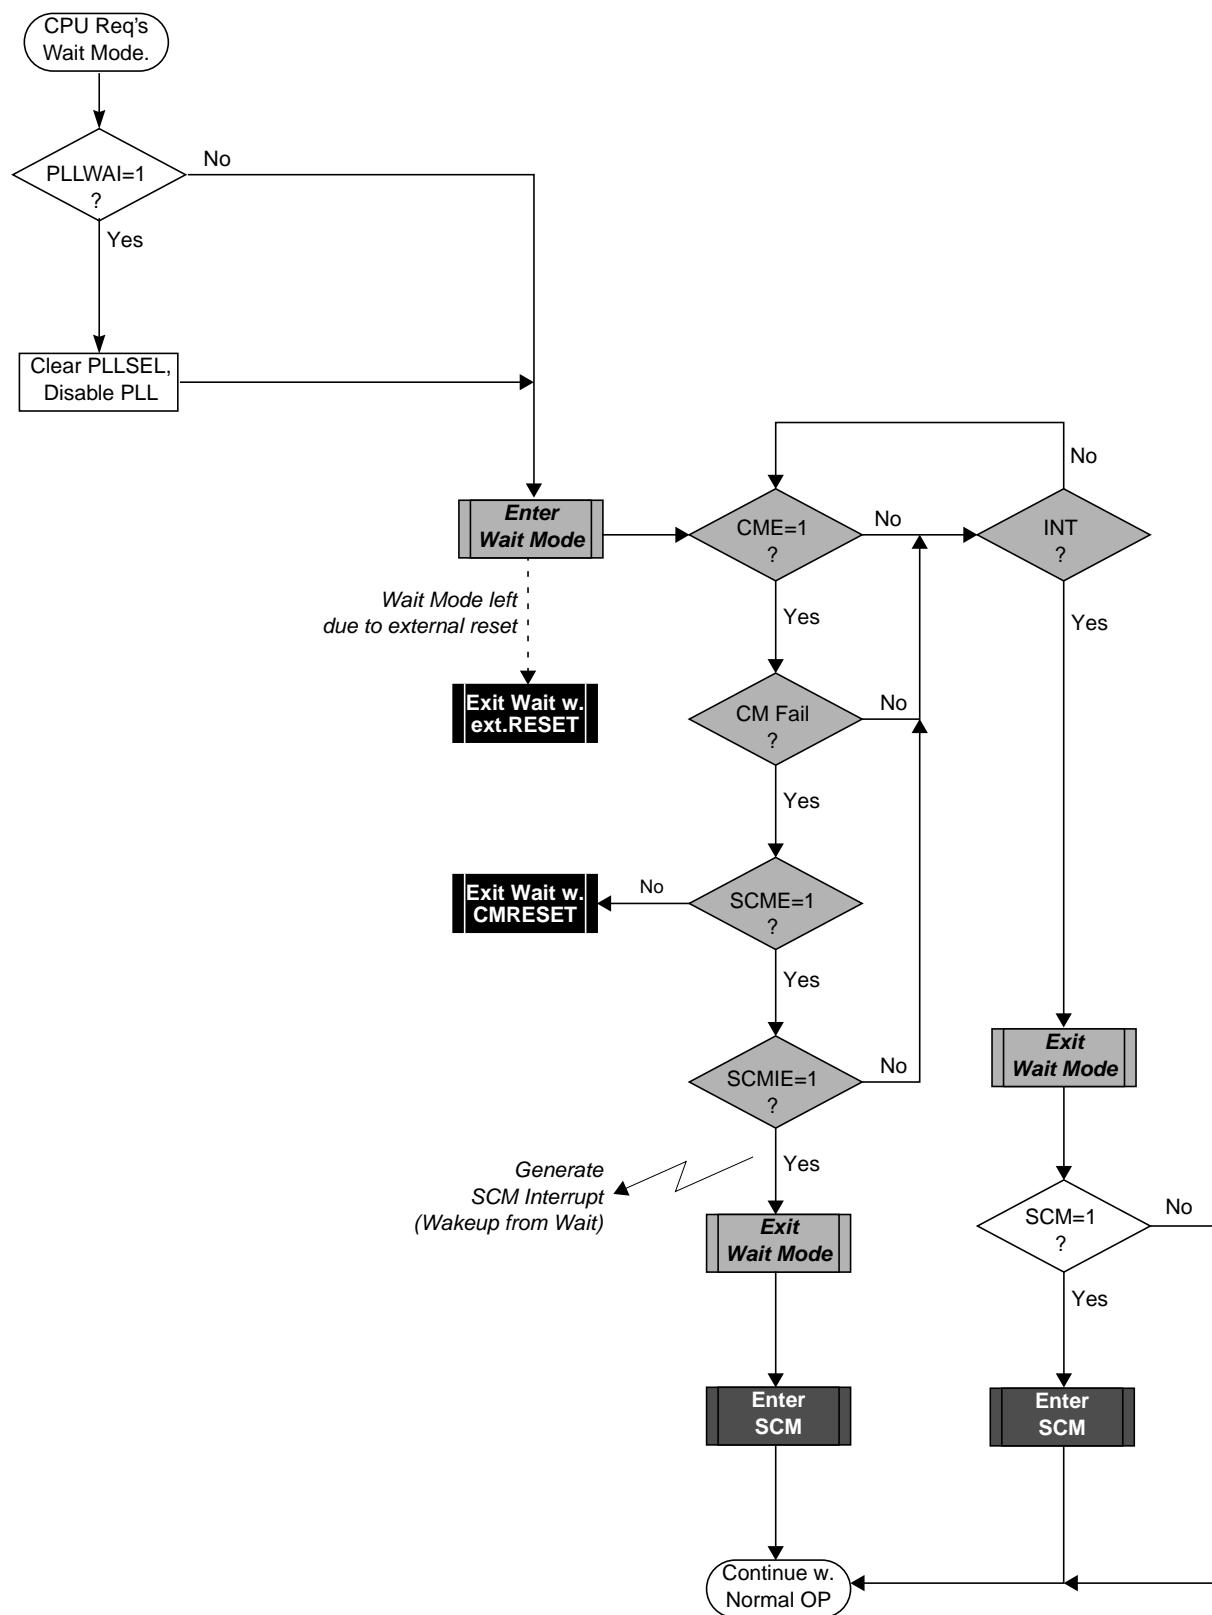 CPU Req's
Wait Mode.
No
PLLWAI=1
?
Yes
Clear PLLSEL,
Disable PLL
No
Enter
Wait Mode
CME=1
?
No
INT
?
Wait Mode left
due to external reset
Yes
Yes
Exit Wait w.
ext.RESET
CM Fail
?
No
Yes
Exit Wait w.
CMRESET
No
SCME=1
?
Yes
Exit
Wait Mode
SCMIE=1
?
No
Generate
SCM Interrupt
(Wakeup from Wait)
Yes
Exit
Wait Mode
SCM=1
?
No
Yes
Enter
SCM
Enter
SCM
Continue w.
Normal OP